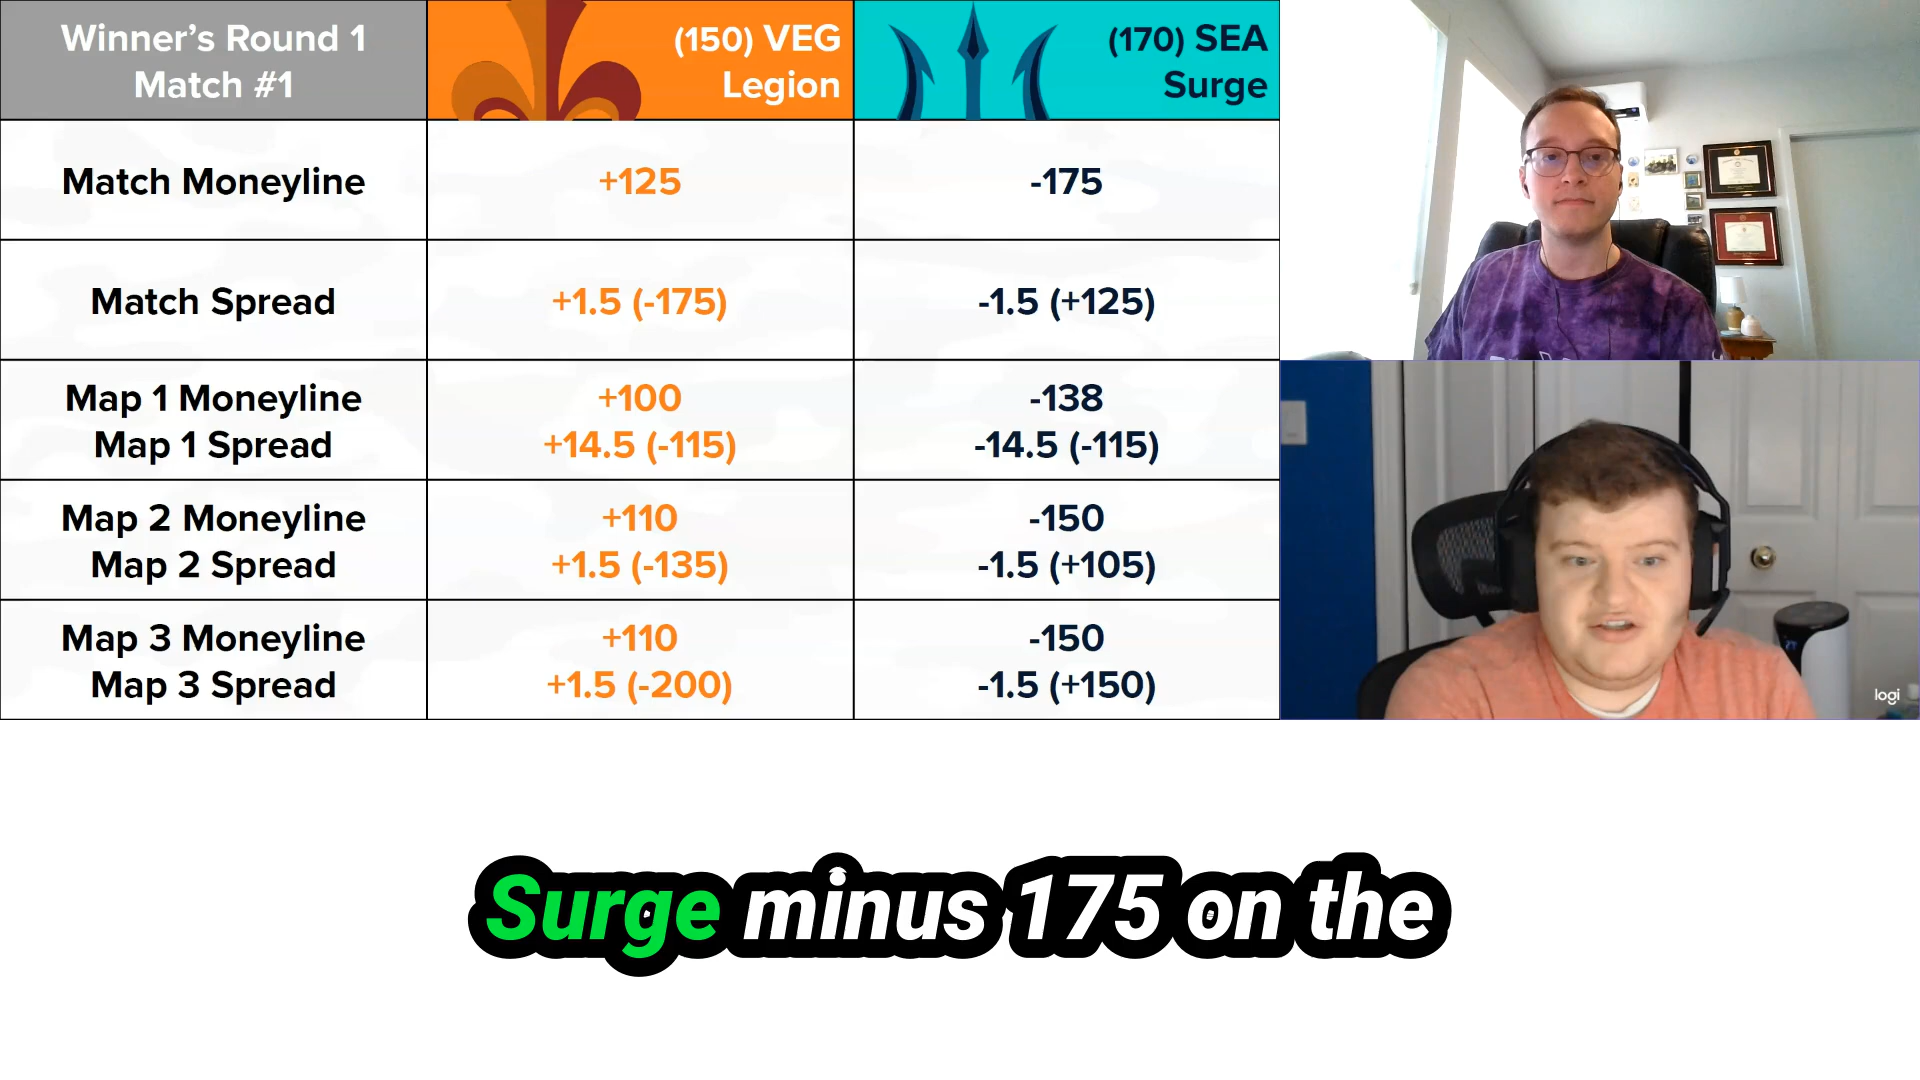 Winner's Round 1
Match #1
(150) VEG
Legion
(170) SEA
Surge
Match Moneyline
+125
-175
Match Spread
+1.5 (-175)
-1.5 (+125)
Map 1 Moneyline
Map 1 Spread
+100
+14.5 (-115)
-138
-14.5 (-115)
Map 2 Moneyline
Map 2 Spread
+110
+1.5 (-135)
-150
-1.5 (+105)
Map 3 Moneyline
Map 3 Spread
+110
+1.5 (-200)
-150
-1.5 (+150)
logi
Surge minus 175 on the